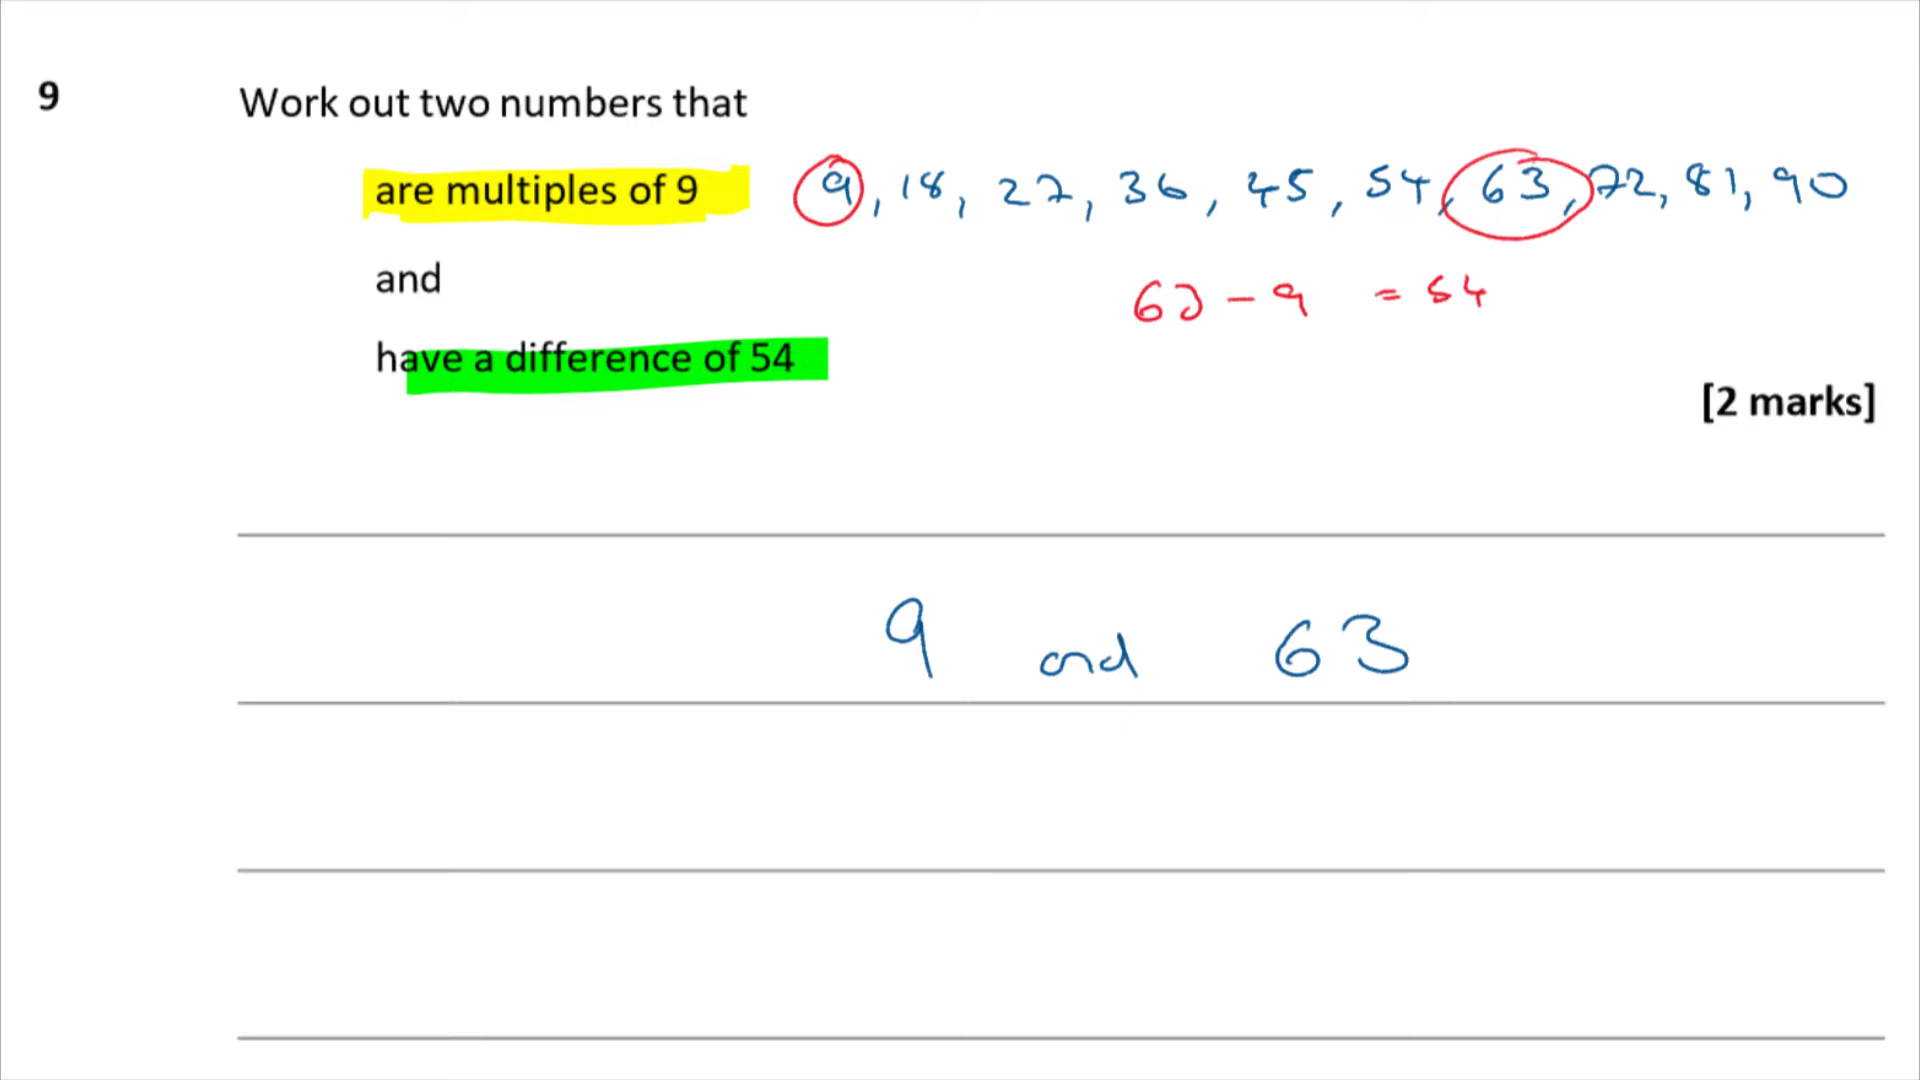 9 Work out two numbers that
are multiples of 9 9, 18, 27, 36, 45, 54, 63, 72, 81, 90
and
63 - 9 = 54
have a difference of 54
[2 marks]
9 and 63